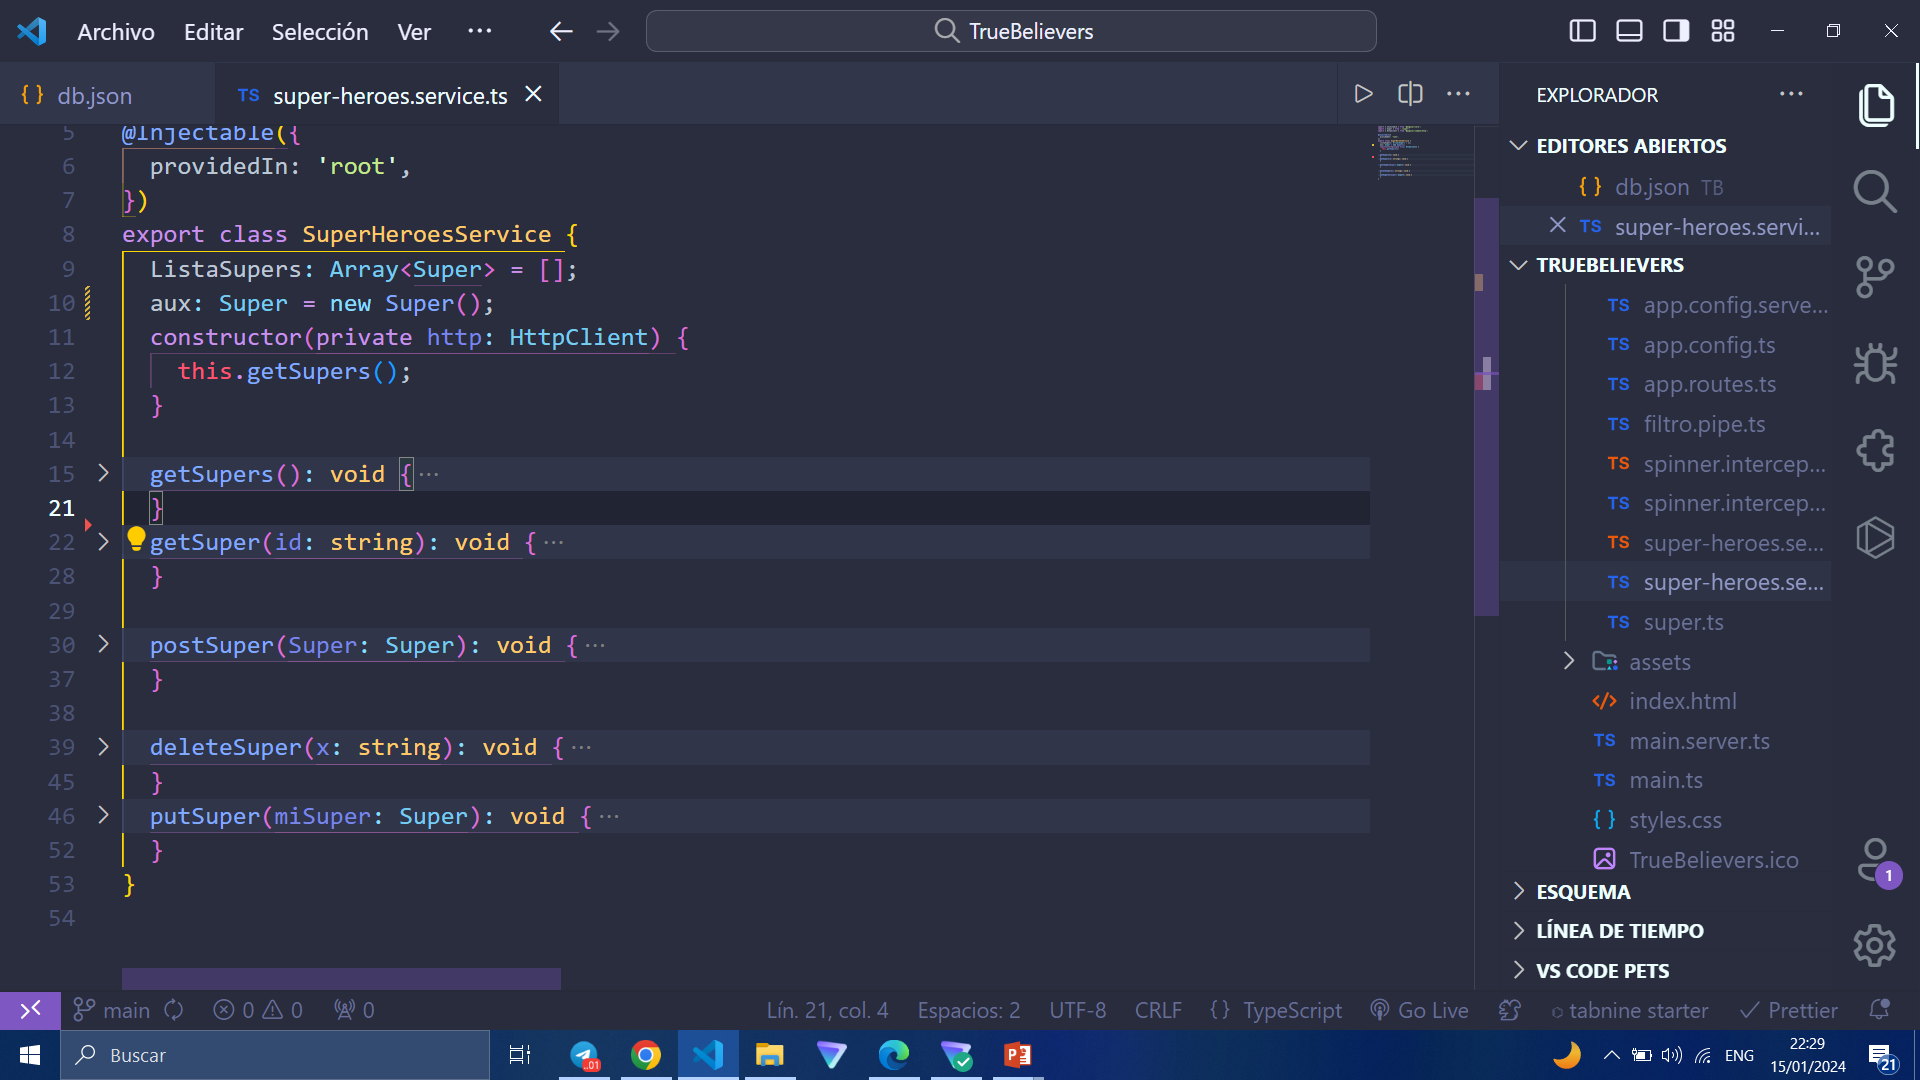 Archivo Editar Selección Ver ···
TrueBelievers
{ } db.json
TS super-heroes.service.ts
5 @Injectable({
6 providedIn: 'root',
7 })
8 export class SuperHeroesService {
9 ListaSupers: Array<Super> = [];
10 aux: Super = new Super();
11 constructor(private http: HttpClient) {
12 this.getSupers();
13 }
14
15 getSupers(): void {···
21 }
22 getSuper(id: string): void {···
28 }
29
30 postSuper(Super: Super): void {···
37 }
38
39 deleteSuper(x: string): void {···
45 }
46 putSuper(miSuper: Super): void {···
52 }
53 }
54
EXPLORADOR ···
EDITORES ABIERTOS
{ } db.json TB
TS super-heroes.servi...
TRUEBELIEVERS
TS app.config.serve...
TS app.config.ts
TS app.routes.ts
TS filtro.pipe.ts
TS spinner.intercep...
TS spinner.intercep...
TS super-heroes.se...
TS super-heroes.se...
TS super.ts
assets
index.html
TS main.server.ts
TS main.ts
{ } styles.css
TrueBelievers.ico
ESQUEMA
LÍNEA DE TIEMPO
VS CODE PETS
1
main 0 0 0
Lín. 21, col. 4 Espacios: 2 UTF-8 CRLF { } TypeScript Go Live tabnine starter Prettier
Buscar
ENG
22:29
15/01/2024
21